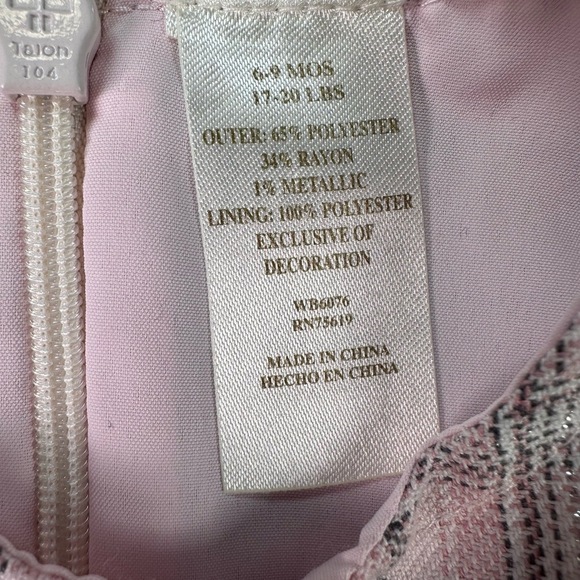 Talon
104
6-9 MOS
17-20 LBS
OUTER: 65% POLYESTER
34% RAYON
1% METALLIC
LINING: 100% POLYESTER
EXCLUSIVE OF
DECORATION
WB6076
RN75619
MADE IN CHINA
HECHO EN CHINA